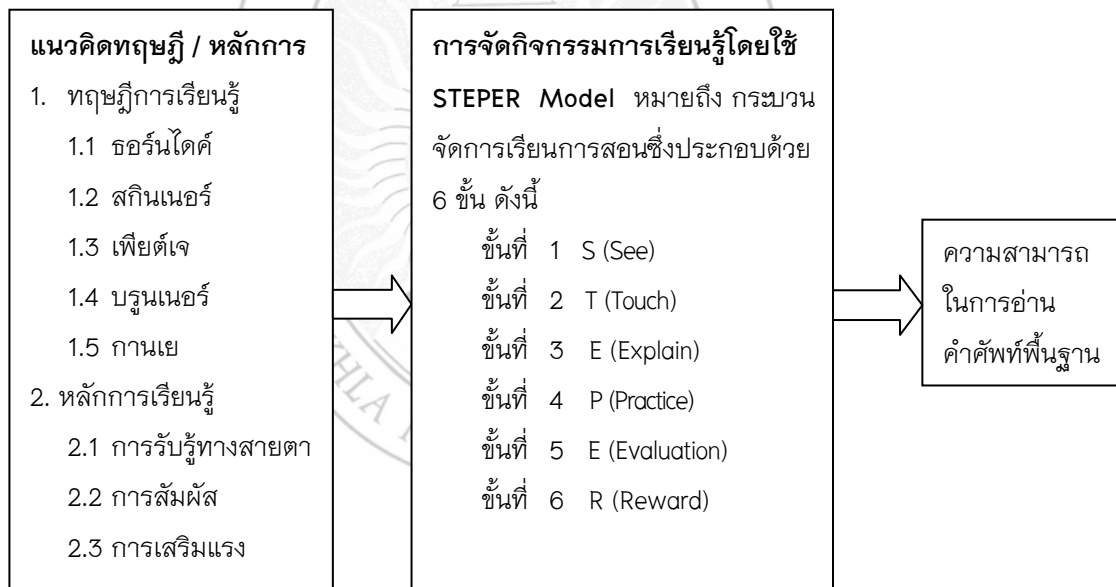 แนวคิดทฤษฎี / หลักการ
1. ทฤษฎีการเรียนรู้
1.1 ธอร์นไดค์
1.2 สกินเนอร์
1.3 เพียต์เจ
1.4 บรูนเนอร์
1.5 กานเย
2. หลักการเรียนรู้
2.1 การรับรู้ทางสายตา
2.2 การสัมผัส
2.3 การเสริมแรง
การจัดกิจกรรมการเรียนรู้โดยใช้
STEPER Model หมายถึง กระบวน
จัดการเรียนการสอนซึ่งประกอบด้วย
6 ขั้น ดังนี้
ขั้นที่ 1 S (See)
ขั้นที่ 2 T (Touch)
ขั้นที่ 3 E (Explain)
ขั้นที่ 4 P (Practice)
ขั้นที่ 5 E (Evaluation)
ขั้นที่ 6 R (Reward)
ความสามารถ
ในการอ่าน
คำศัพท์พื้นฐาน